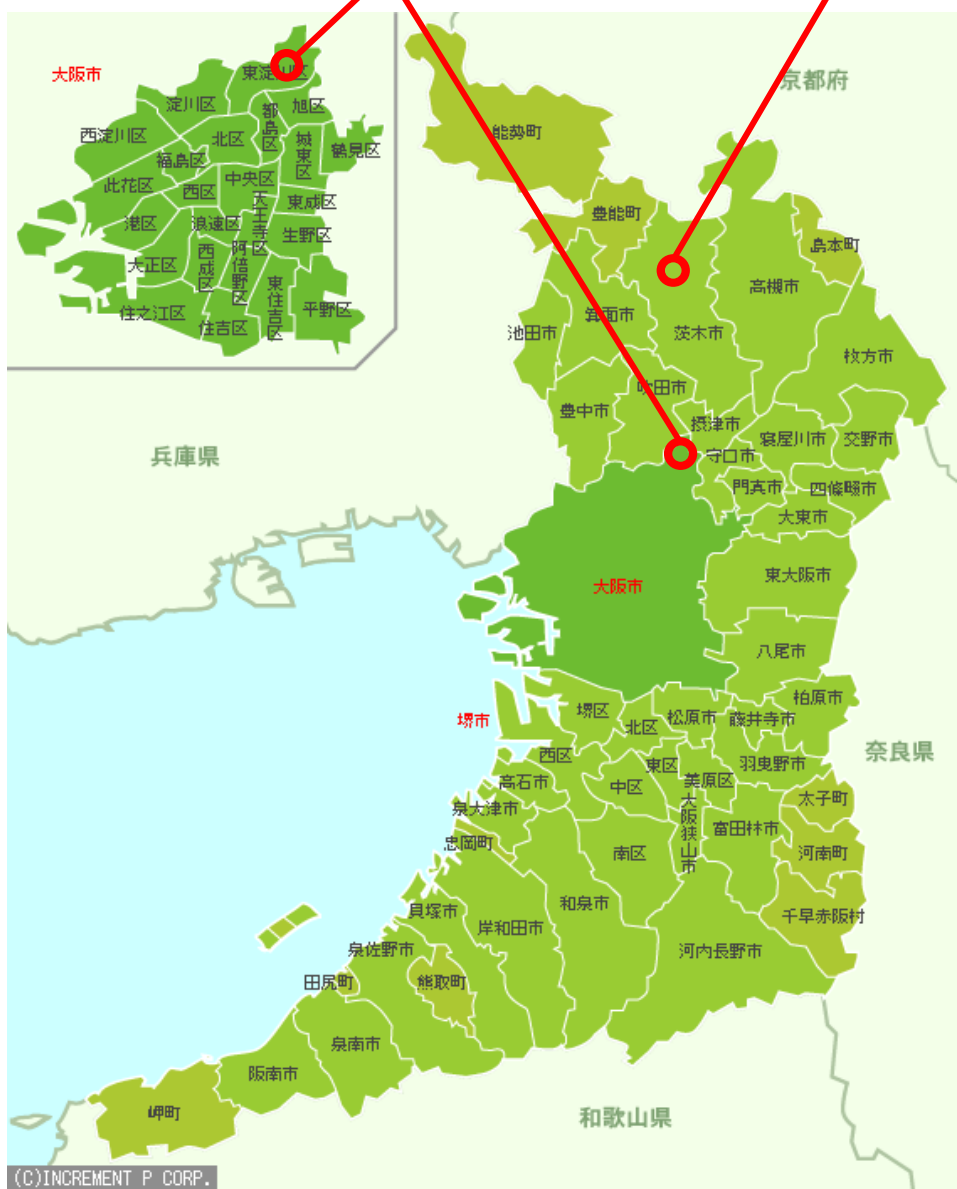 大阪市
東淀川区
淀川区
都島区
旭区
西淀川区
北区
城東区
鶴見区
福島区
此花区
西区
中央区
東成区
港区
浪速区
天王寺区
生野区
大正区
西成区
阿倍野区
東住吉区
平野区
住之江区
住吉区
京都府
能勢町
豊能町
島本町
高槻市
箕面市
池田市
茨木市
枚方市
吹田市
豊中市
摂津市
寝屋川市
交野市
守口市
兵庫県
門真市
四條畷市
大東市
東大阪市
大阪市
八尾市
柏原市
堺市
堺区
北区
松原市
藤井寺市
西区
東区
羽曳野市
奈良県
高石市
中区
美原区
太子町
泉大津市
大阪狭山市
富田林市
忠岡町
南区
河南町
和泉市
貝塚市
岸和田市
千早赤阪村
泉佐野市
河内長野市
田尻町
熊取町
泉南市
阪南市
岬町
和歌山県
(C)INCREMENT P CORP.